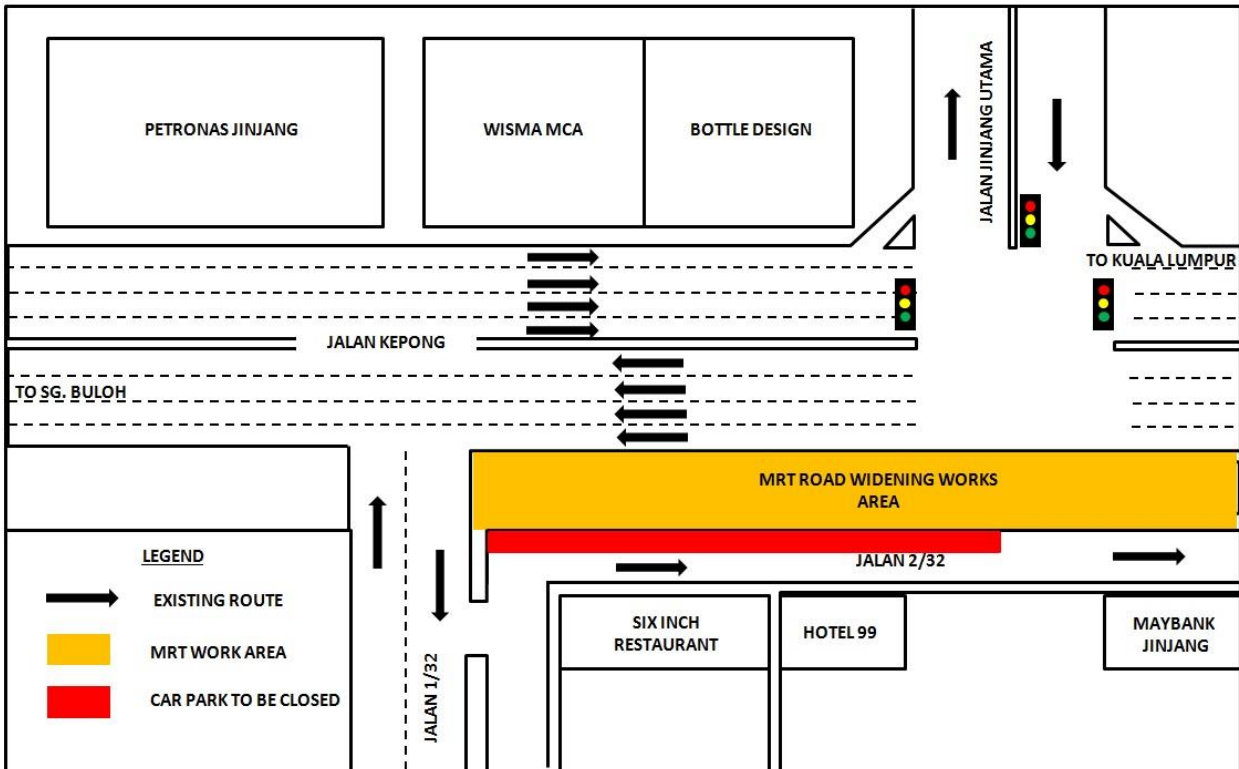 PETRONAS JINJANG
WISMA MCA
BOTTLE DESIGN
JALAN JINJANG UTAMA
TO KUALA LUMPUR
JALAN KEPONG
TO SG. BULOH
MRT ROAD WIDENING WORKS
AREA
JALAN 2/32
LEGEND
EXISTING ROUTE
MRT WORK AREA
CAR PARK TO BE CLOSED
JALAN 1/32
SIX INCH
RESTAURANT
HOTEL 99
MAYBANK
JINJANG